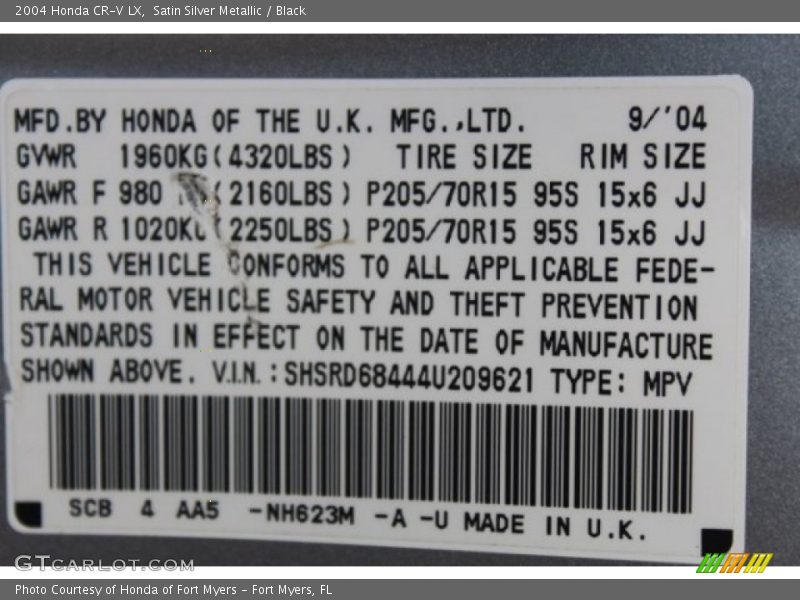 2004 Honda CR-V LX,  Satin Silver Metallic / Black
MFD.BY HONDA OF THE U.K. MFG.,LTD. 9/'04
GVWR 1960KG(4320LBS) TIRE SIZE RIM SIZE
GAWR F 980 (2160LBS) P205/70R15 95S 15x6 JJ
GAWR R 1020KG(2250LBS) P205/70R15 95S 15x6 JJ
THIS VEHICLE CONFORMS TO ALL APPLICABLE FEDE-
RAL MOTOR VEHICLE SAFETY AND THEFT PREVENTION
STANDARDS IN EFFECT ON THE DATE OF MANUFACTURE
SHOWN ABOVE. V.I.N.:SHSRD68444U209621 TYPE: MPV
SCB 4 AA5 -NH623M -A -U MADE IN U.K.
GTcarlot.com
Photo Courtesy of Honda of Fort Myers - Fort Myers, FL